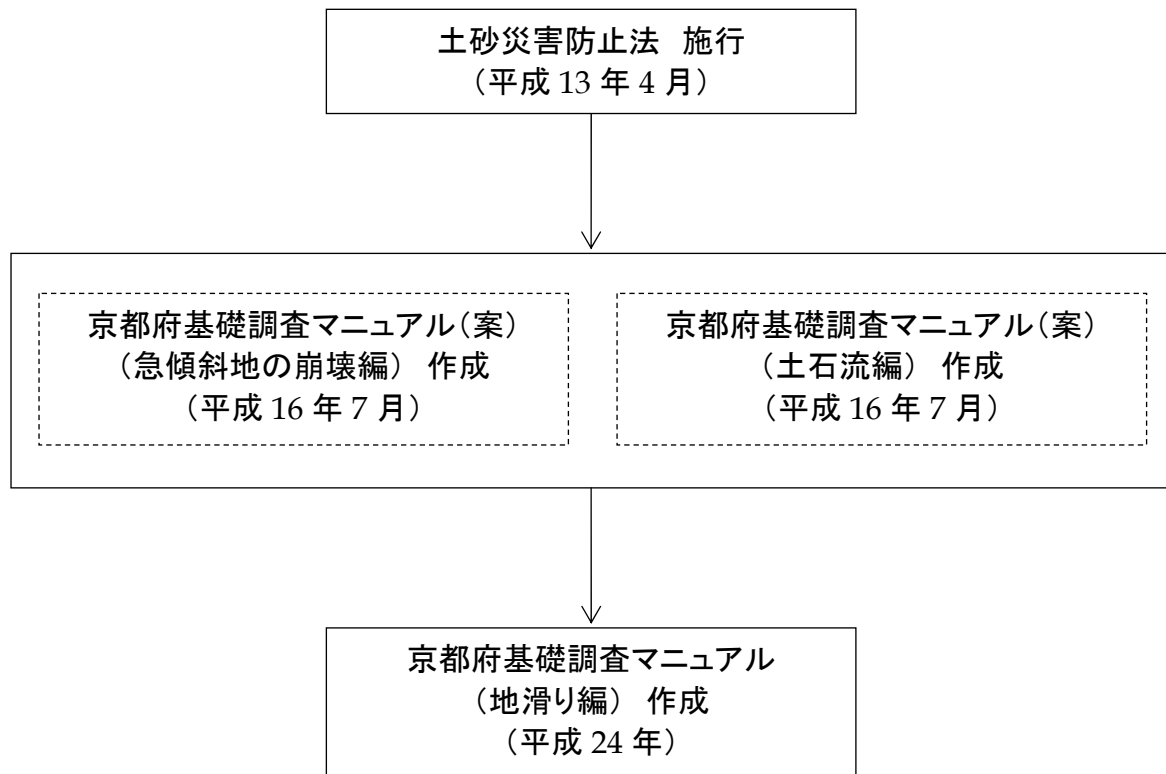 土砂災害防止法 施行
（平成 13 年 4 月）
京都府基礎調査マニュアル（案）
（急傾斜地の崩壊編） 作成
（平成 16 年 7 月）
京都府基礎調査マニュアル（案）
（土石流編） 作成
（平成 16 年 7 月）
京都府基礎調査マニュアル
（地滑り編） 作成
（平成 24 年）